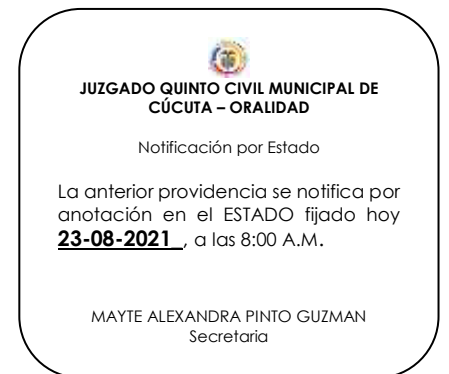 JUZGADO QUINTO CIVIL MUNICIPAL DE
CÚCUTA – ORALIDAD
Notificación por Estado
La anterior providencia se notifica por
anotación en el ESTADO fijado hoy
23-08-2021_, a las 8:00 A.M.
MAYTE ALEXANDRA PINTO GUZMAN
Secretaria